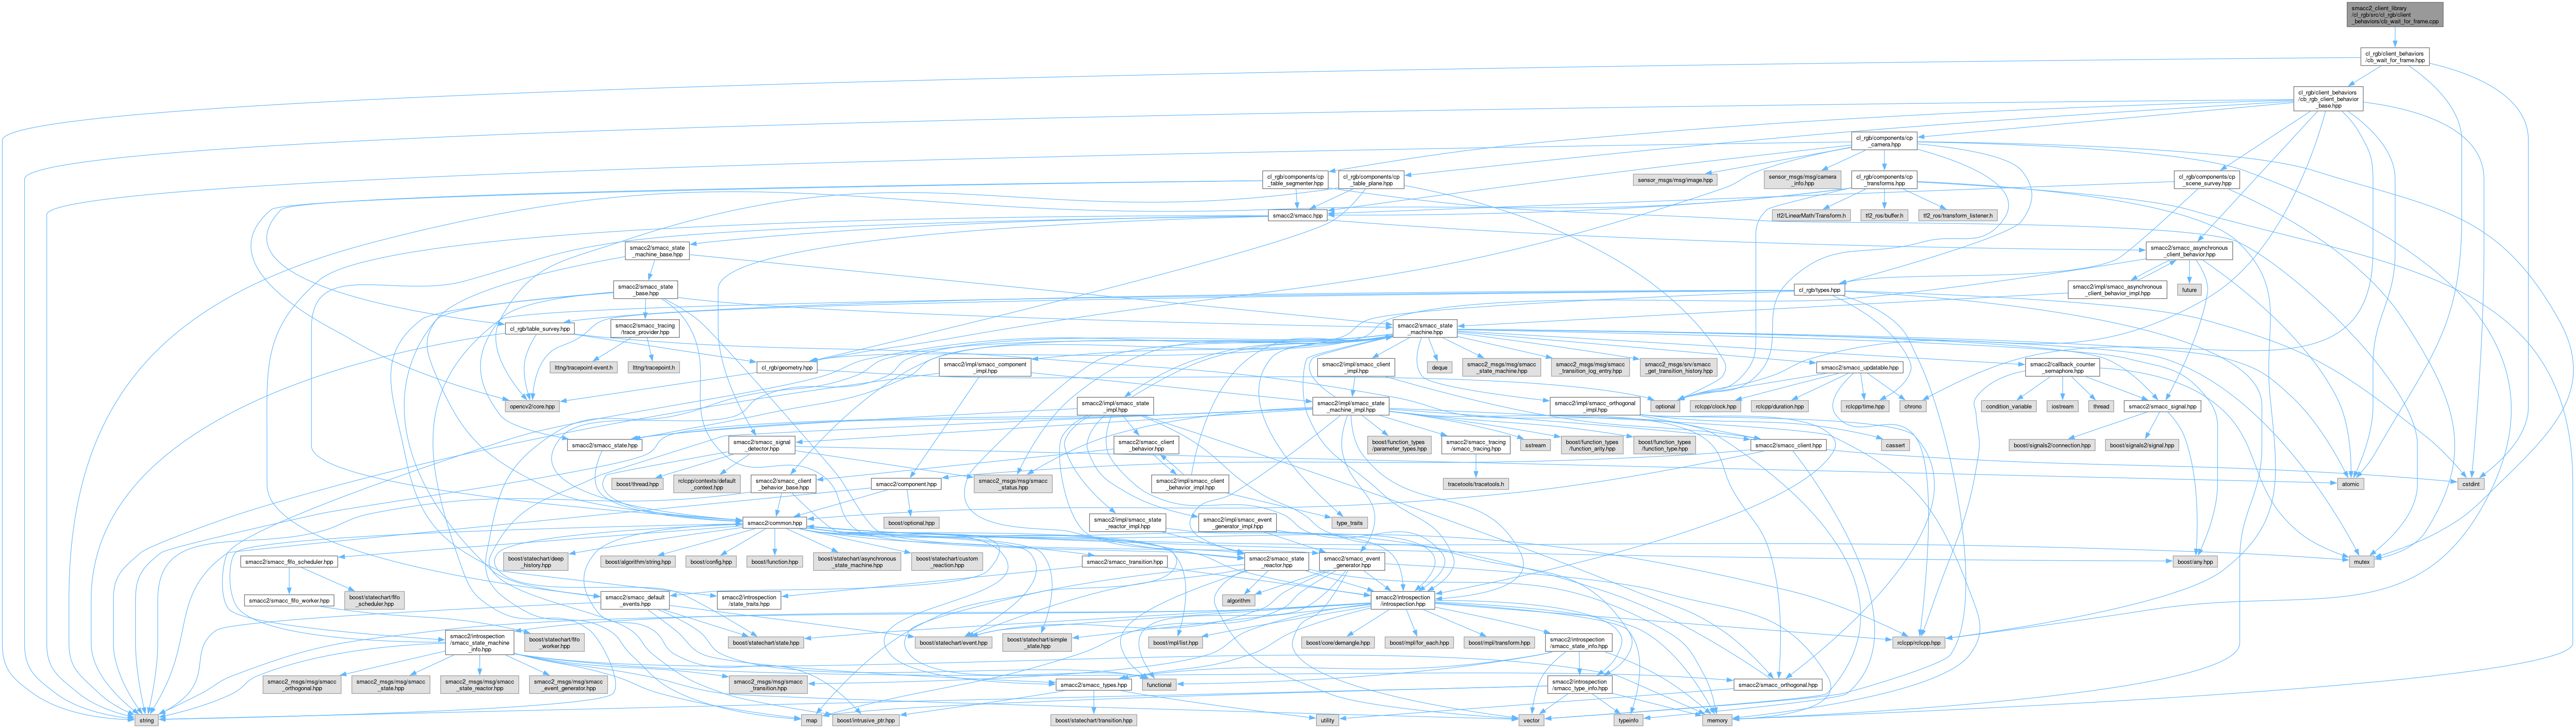 smacc2_client_library
/cl_rgb/src/cl_rgb/client
_behaviors/cb_wait_for_frame.cpp
cl_rgb/client_behaviors
/cb_wait_for_frame.hpp
cl_rgb/client_behaviors
/cb_rgb_client_behavior
_base.hpp
cl_rgb/components/cp
_camera.hpp
cl_rgb/components/cp
_table_segmenter.hpp
cl_rgb/components/cp
_table_plane.hpp
sensor_msgs/msg/image.hpp
sensor_msgs/msg/camera
_info.hpp
cl_rgb/components/cp
_transforms.hpp
cl_rgb/components/cp
_scene_survey.hpp
smacc2/smacc.hpp
tf2/LinearMath/Transform.h
tf2_ros/buffer.h
tf2_ros/transform_listener.h
smacc2/smacc_state
_machine_base.hpp
smacc2/smacc_asynchronous
_client_behavior.hpp
smacc2/smacc_state
_base.hpp
cl_rgb/types.hpp
smacc2/impl/smacc_asynchronous
_client_behavior_impl.hpp
future
cl_rgb/table_survey.hpp
smacc2/smacc_tracing
/trace_provider.hpp
smacc2/smacc_state
_machine.hpp
lttng/tracepoint-event.h
lttng/tracepoint.h
cl_rgb/geometry.hpp
smacc2/impl/smacc_component
_impl.hpp
smacc2/impl/smacc_client
_impl.hpp
deque
smacc2_msgs/msg/smacc
_state_machine.hpp
smacc2_msgs/msg/smacc
_transition_log_entry.hpp
smacc2_msgs/srv/smacc
_get_transition_history.hpp
smacc2/smacc_updatable.hpp
smacc2/callback_counter
_semaphore.hpp
opencv2/core.hpp
smacc2/impl/smacc_state
_impl.hpp
smacc2/impl/smacc_state
_machine_impl.hpp
smacc2/impl/smacc_orthogonal
_impl.hpp
optional
rclcpp/clock.hpp
rclcpp/duration.hpp
rclcpp/time.hpp
chrono
condition_variable
iostream
thread
smacc2/smacc_signal.hpp
smacc2/smacc_state.hpp
smacc2/smacc_signal
_detector.hpp
smacc2/smacc_client
_behavior.hpp
boost/function_types
/parameter_types.hpp
smacc2/smacc_tracing
/smacc_tracing.hpp
sstream
boost/function_types
/function_arity.hpp
boost/function_types
/function_type.hpp
smacc2/smacc_client.hpp
cassert
boost/signals2/connection.hpp
boost/signals2/signal.hpp
boost/thread.hpp
rclcpp/contexts/default
_context.hpp
smacc2/smacc_client
_behavior_base.hpp
smacc2/component.hpp
smacc2_msgs/msg/smacc
_status.hpp
smacc2/impl/smacc_client
_behavior_impl.hpp
tracetools/tracetools.h
atomic
cstdint
smacc2/common.hpp
boost/optional.hpp
smacc2/impl/smacc_state
_reactor_impl.hpp
smacc2/impl/smacc_event
_generator_impl.hpp
type_traits
smacc2/smacc_fifo_scheduler.hpp
boost/statechart/deep
_history.hpp
boost/algorithm/string.hpp
boost/config.hpp
boost/function.hpp
boost/statechart/asynchronous
_state_machine.hpp
boost/statechart/custom
_reaction.hpp
smacc2/smacc_transition.hpp
smacc2/smacc_state
_reactor.hpp
smacc2/smacc_event
_generator.hpp
boost/any.hpp
mutex
smacc2/smacc_fifo_worker.hpp
boost/statechart/fifo
_scheduler.hpp
smacc2/smacc_default
_events.hpp
smacc2/introspection
/state_traits.hpp
algorithm
smacc2/introspection
/introspection.hpp
smacc2/introspection
/smacc_state_machine
_info.hpp
boost/statechart/fifo
_worker.hpp
boost/statechart/state.hpp
boost/statechart/event.hpp
boost/statechart/simple
_state.hpp
boost/mpl/list.hpp
boost/core/demangle.hpp
boost/mpl/for_each.hpp
boost/mpl/transform.hpp
smacc2/introspection
/smacc_state_info.hpp
rclcpp/rclcpp.hpp
smacc2_msgs/msg/smacc
_orthogonal.hpp
smacc2_msgs/msg/smacc
_state.hpp
smacc2_msgs/msg/smacc
_state_reactor.hpp
smacc2_msgs/msg/smacc
_event_generator.hpp
smacc2_msgs/msg/smacc
_transition.hpp
smacc2/smacc_types.hpp
functional
smacc2/introspection
/smacc_type_info.hpp
smacc2/smacc_orthogonal.hpp
string
map
boost/intrusive_ptr.hpp
boost/statechart/transition.hpp
utility
vector
typeinfo
memory